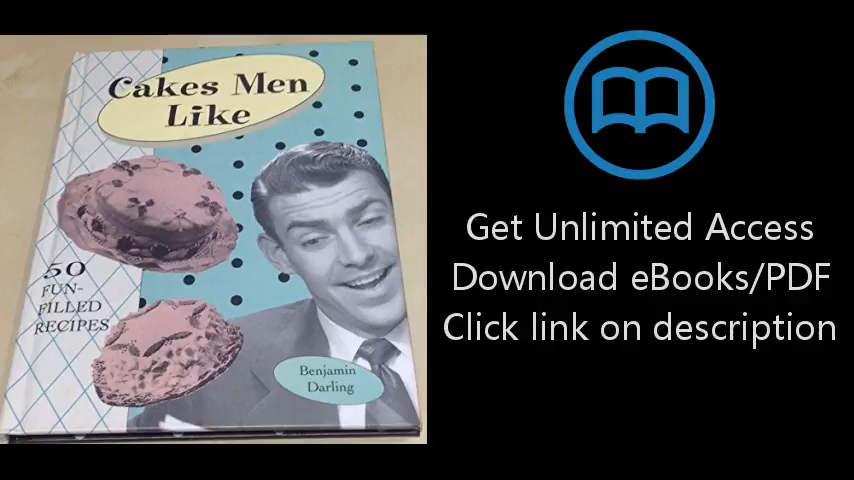 Cakes Men
Like
50
FUN-
FILLED
RECIPES
Benjamin
Darling
Get Unlimited Access
Download eBooks/PDF
Click link on description